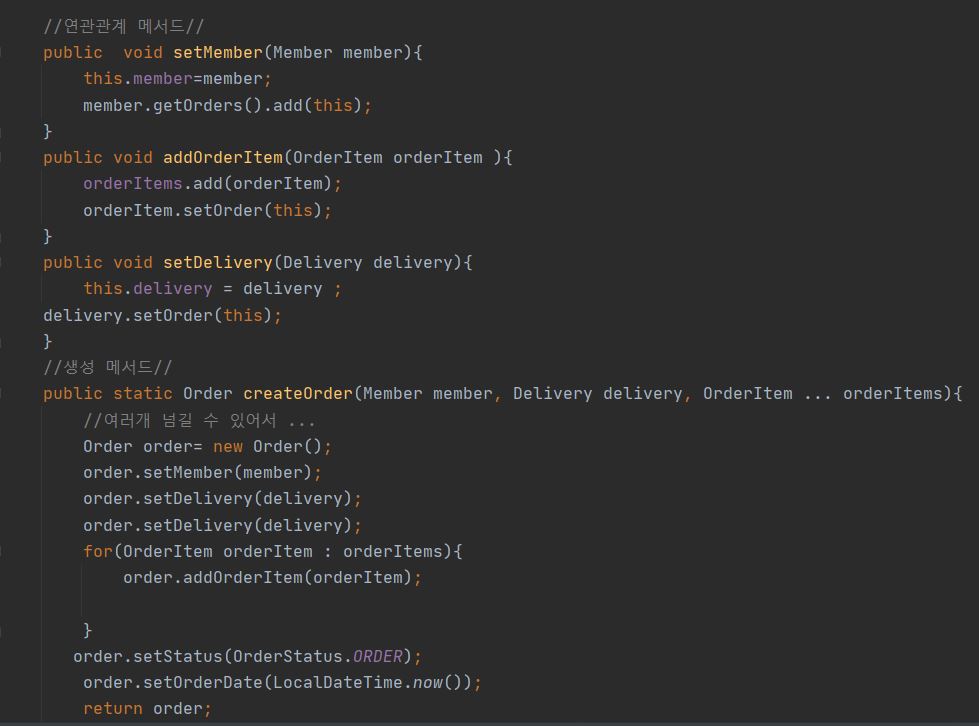 //연관관계 메서드//
public  void setMember(Member member){
    this.member=member;
    member.getOrders().add(this);
}
public void addOrderItem(OrderItem orderItem ){
    orderItems.add(orderItem);
    orderItem.setOrder(this);
}
public void setDelivery(Delivery delivery){
    this.delivery = delivery ;
delivery.setOrder(this);
}
//생성 메서드//
public static Order createOrder(Member member, Delivery delivery, OrderItem ... orderItems){
    //여러개 넘길 수 있어서 ...
    Order order= new Order();
    order.setMember(member);
    order.setDelivery(delivery);
    order.setDelivery(delivery);
    for(OrderItem orderItem : orderItems){
        order.addOrderItem(orderItem);
    }
   order.setStatus(OrderStatus.ORDER);
    order.setOrderDate(LocalDateTime.now());
    return order;